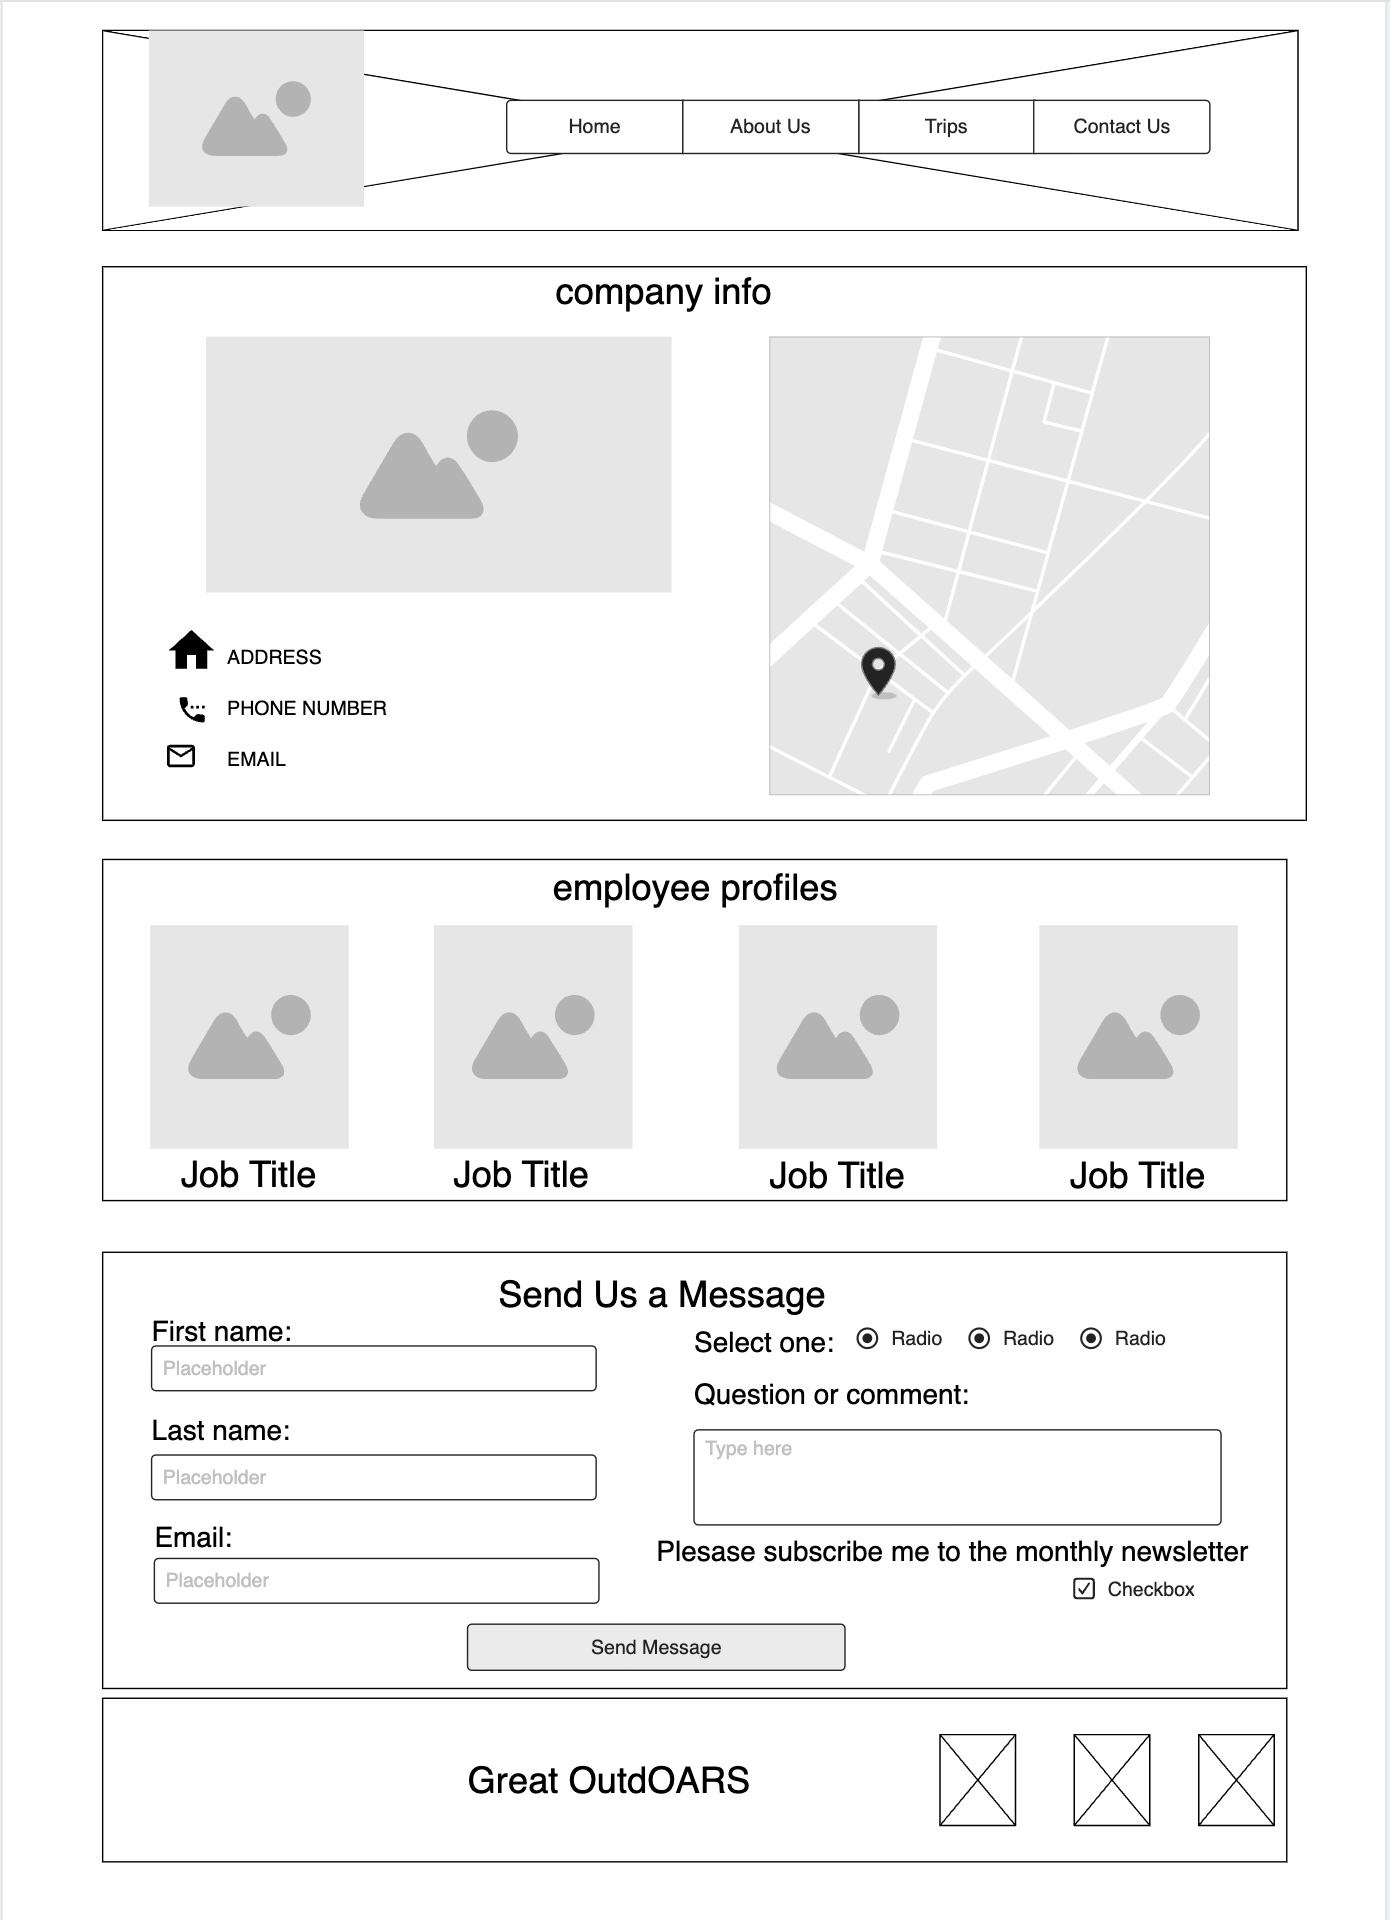 Home About Us Trips Contact Us
company info
ADDRESS
PHONE NUMBER
EMAIL
employee profiles
Job Title Job Title Job Title Job Title
Send Us a Message
First name:
Placeholder
Last name:
Placeholder
Email:
Placeholder
Select one: Radio Radio Radio
Question or comment:
Type here
Plesase subscribe me to the monthly newsletter
Checkbox
Send Message
Great OutdOARS